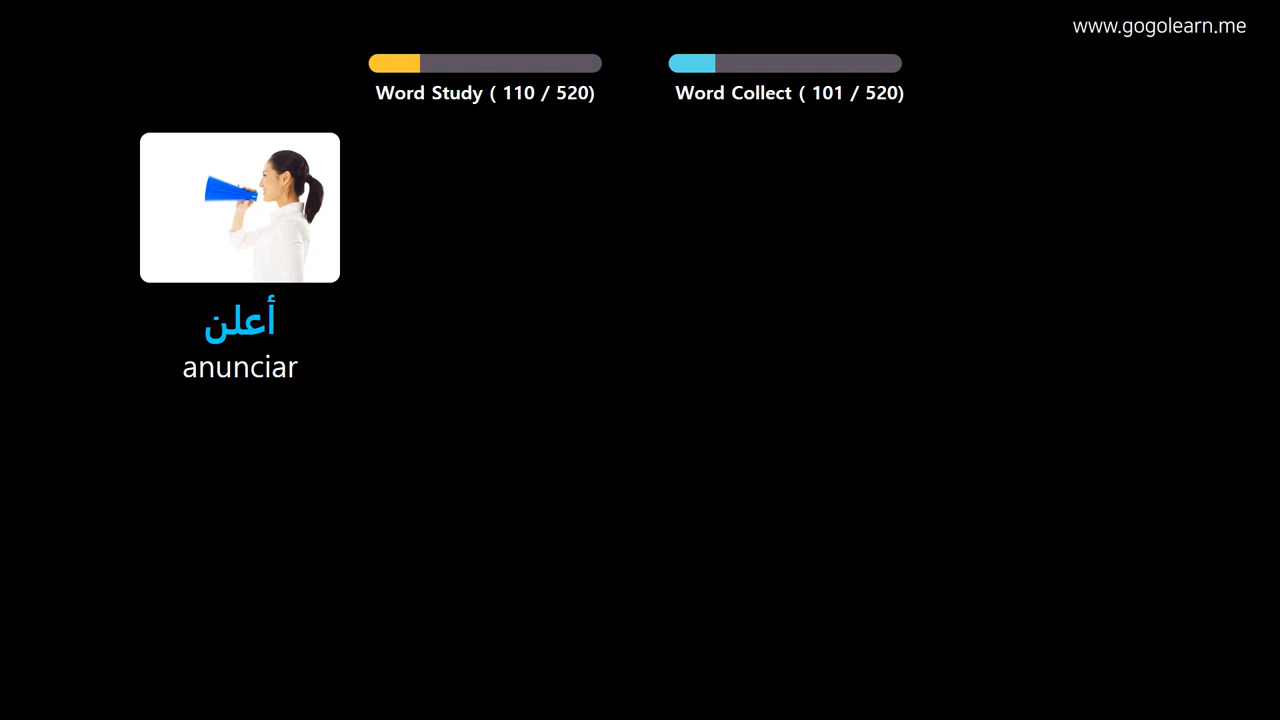 www.gogolearn.me
Word Study ( 110 / 520)
Word Collect ( 101 / 520)
أعلن
anunciar